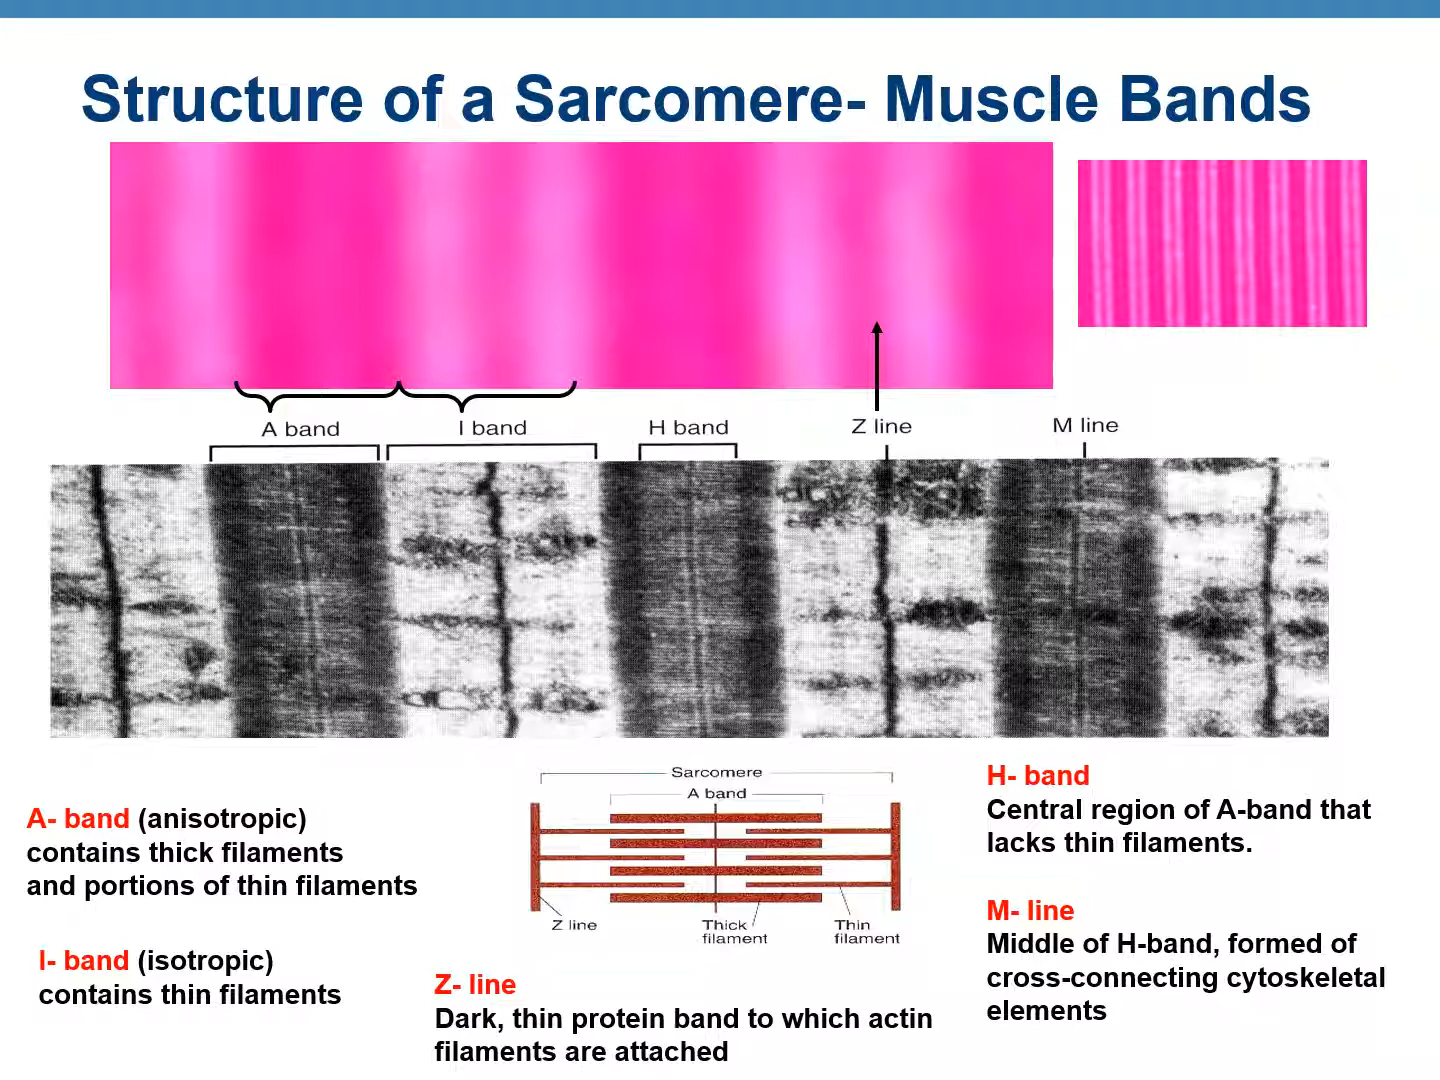 Structure of a Sarcomere- Muscle Bands
A band
I band
H band
Z line
M line
A- band (anisotropic)
contains thick filaments
and portions of thin filaments
I- band (isotropic)
contains thin filaments
Sarcomere
A band
Z line
Thick
filament
Thin
filament
Z- line
Dark, thin protein band to which actin
filaments are attached
H- band
Central region of A-band that
lacks thin filaments.
M- line
Middle of H-band, formed of
cross-connecting cytoskeletal
elements